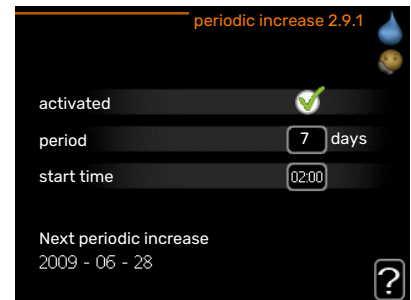 periodic increase 2.9.1
activated
period 7 days
start time 02:00
Next periodic increase
2009 - 06 - 28
?